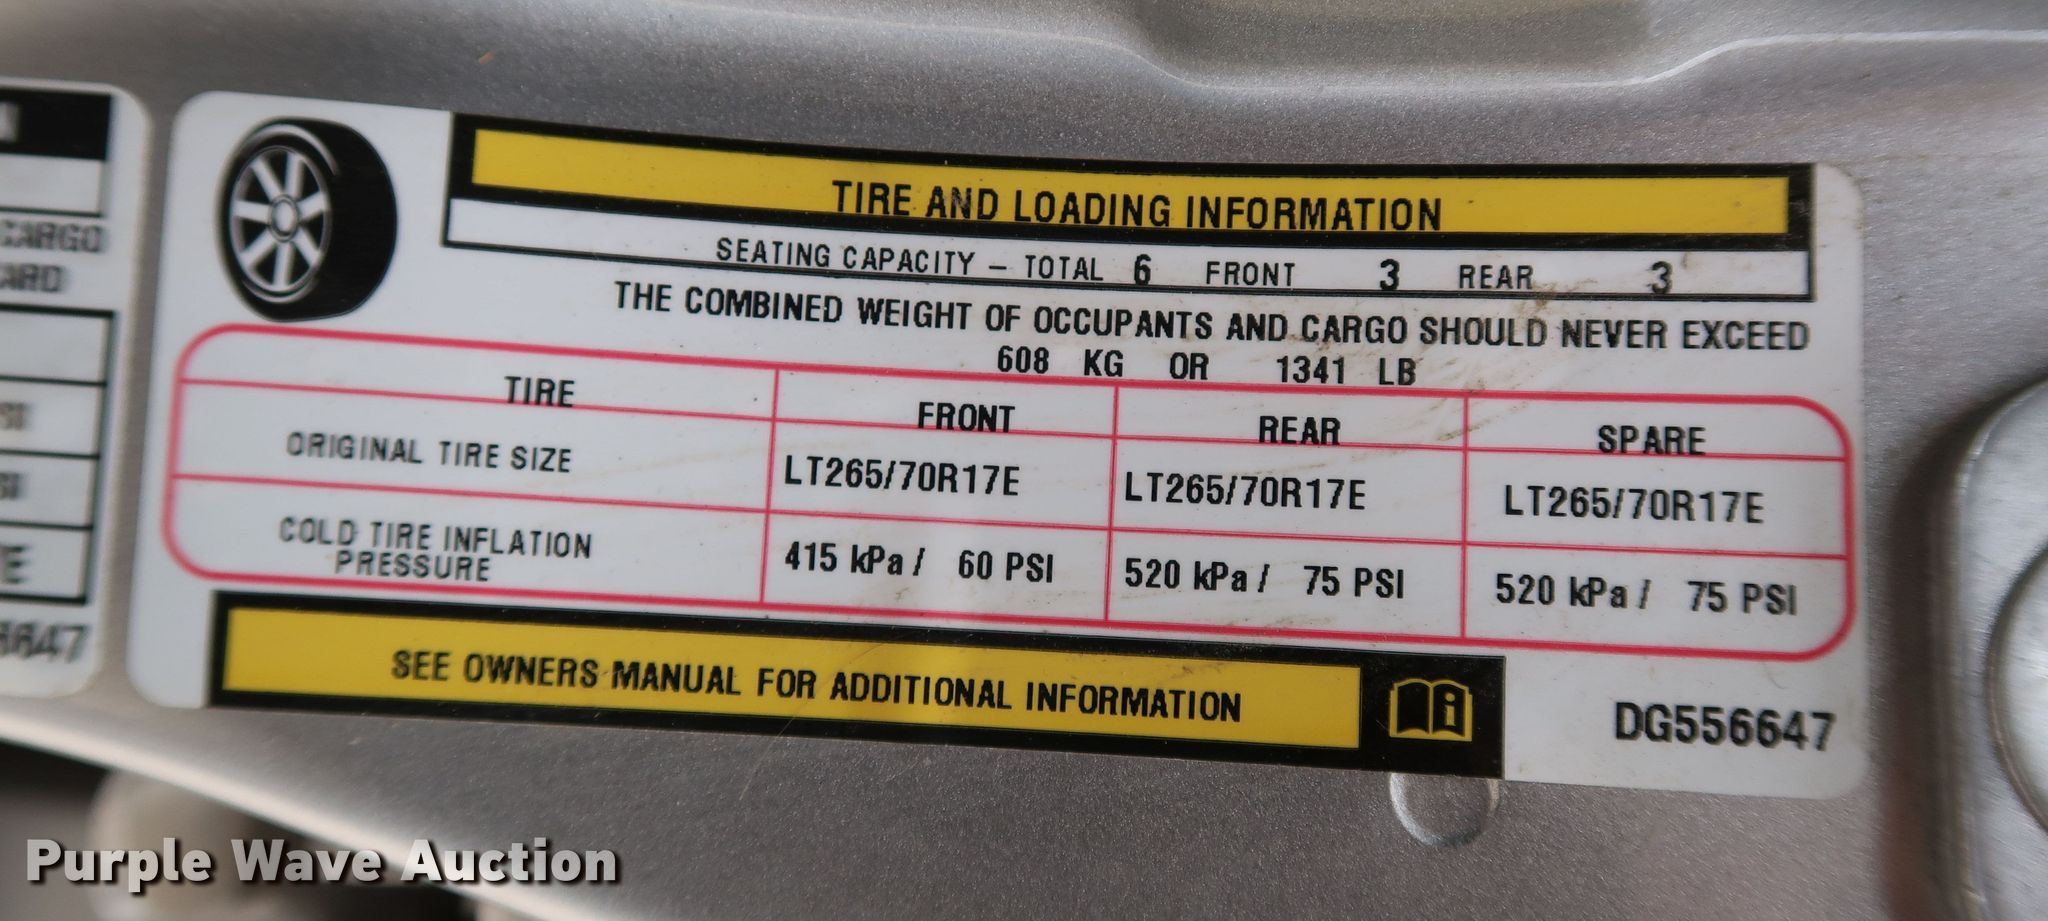 CARGO
TIRE AND LOADING INFORMATION
SEATING CAPACITY – TOTAL 6 FRONT 3 REAR 3
THE COMBINED WEIGHT OF OCCUPANTS AND CARGO SHOULD NEVER EXCEED
608 KG OR 1341 LB
TIRE FRONT REAR SPARE
ORIGINAL TIRE SIZE LT265/70R17E LT265/70R17E LT265/70R17E
COLD TIRE INFLATION
PRESSURE 415 kPa / 60 PSI 520 kPa / 75 PSI 520 kPa / 75 PSI
SEE OWNERS MANUAL FOR ADDITIONAL INFORMATION
DG556647
Purple Wave Auction